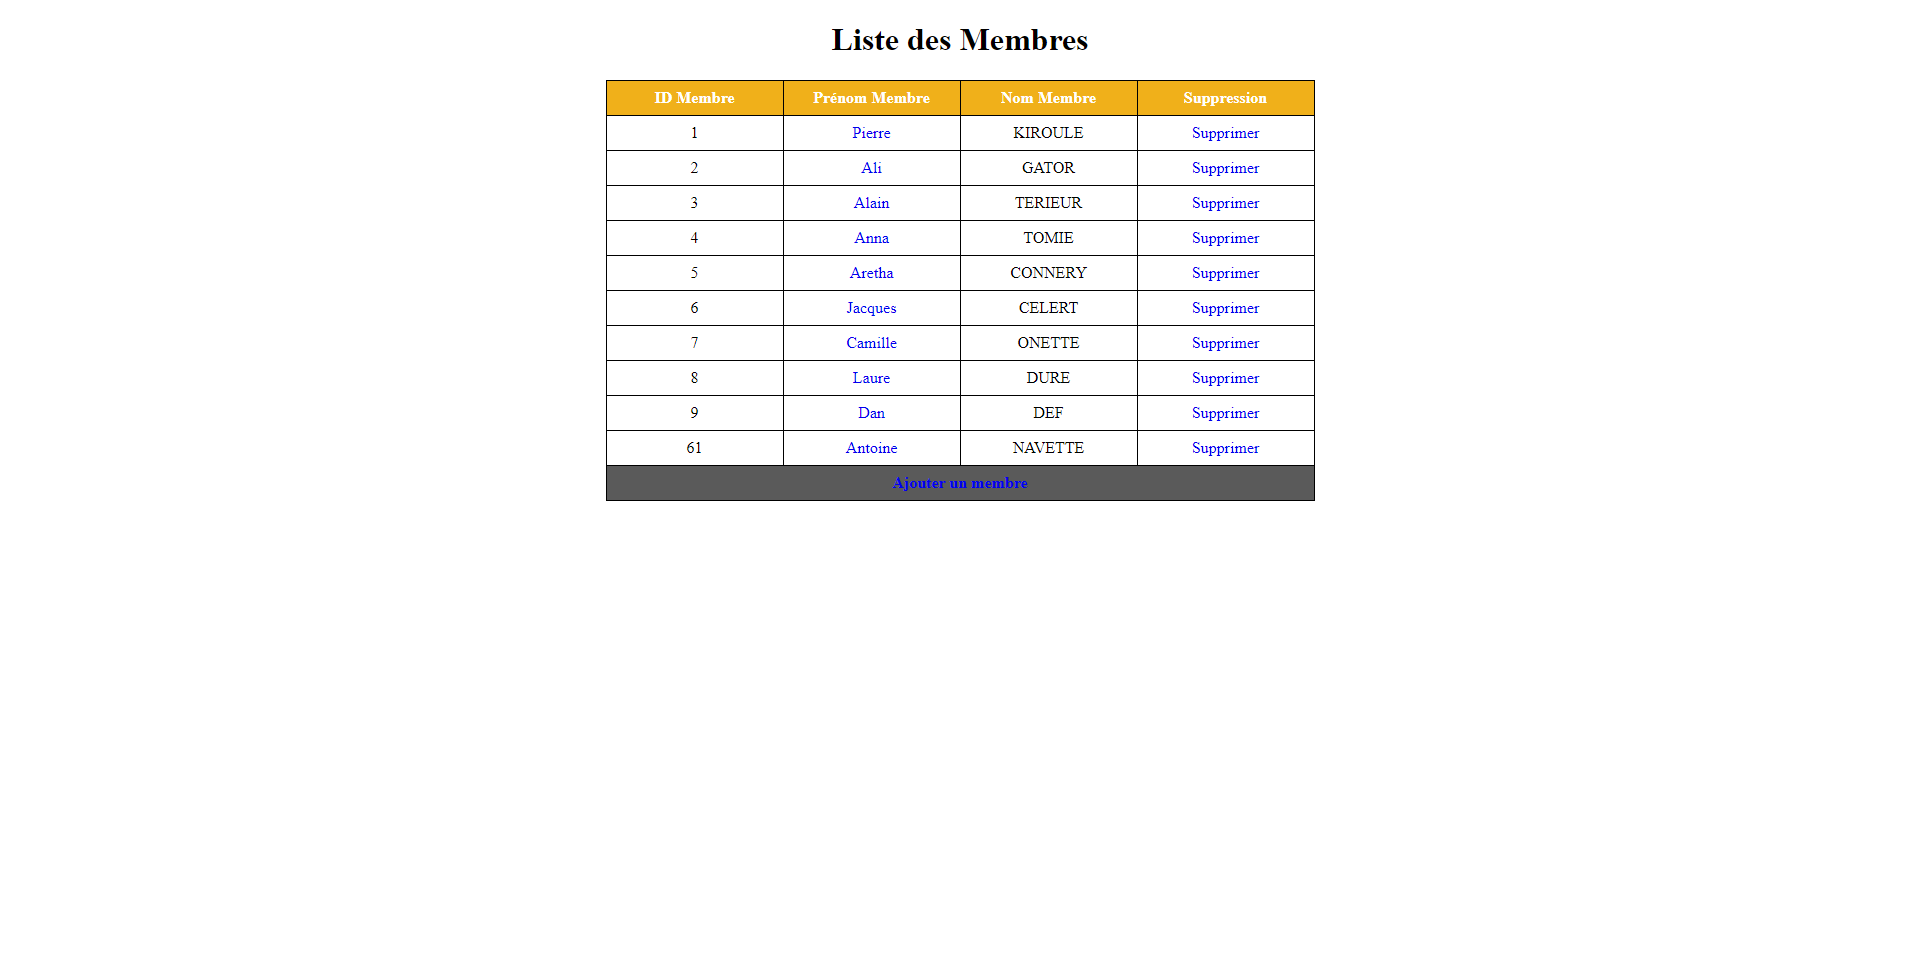 Liste des Membres
ID Membre Prénom Membre Nom Membre Suppression
1 Pierre KIROULE Supprimer
2 Ali GATOR Supprimer
3 Alain TERIEUR Supprimer
4 Anna TOMIE Supprimer
5 Aretha CONNERY Supprimer
6 Jacques CELERT Supprimer
7 Camille ONETTE Supprimer
8 Laure DURE Supprimer
9 Dan DEF Supprimer
61 Antoine NAVETTE Supprimer
Ajouter un membre